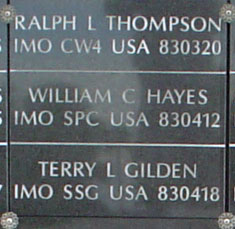 RALPH L THOMPSON
IMO CW4 USA 830320
WILLIAM C HAYES
IMO SPC USA 830412
TERRY L GILDEN
IMO SSG USA 830418